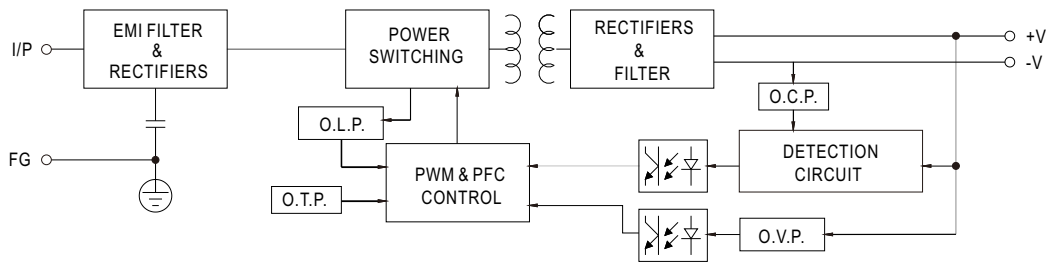 I/P
EMI FILTER
&
RECTIFIERS
POWER
SWITCHING
RECTIFIERS
&
FILTER
+V
-V
O.C.P.
O.L.P.
FG
PWM & PFC
CONTROL
DETECTION
CIRCUIT
O.T.P.
O.V.P.